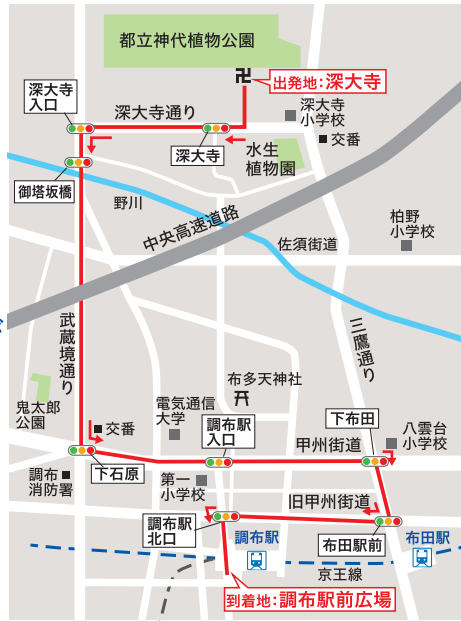 都立神代植物公園
出発地:深大寺
深大寺
入口
深大寺通り
深大寺
小学校
交番
深大寺
水生
植物園
御塔坂橋
野川
中央高速道路
佐須街道
柏野
小学校
武蔵境通り
三鷹通り
鬼太郎
公園
交番
電気通信
大学
布多天神社
調布駅
入口
下布田
八雲台
小学校
甲州街道
下石原
調布
消防署
第一
小学校
旧甲州街道
調布駅
北口
調布駅
布田駅前
布田駅
京王線
到着地:調布駅前広場